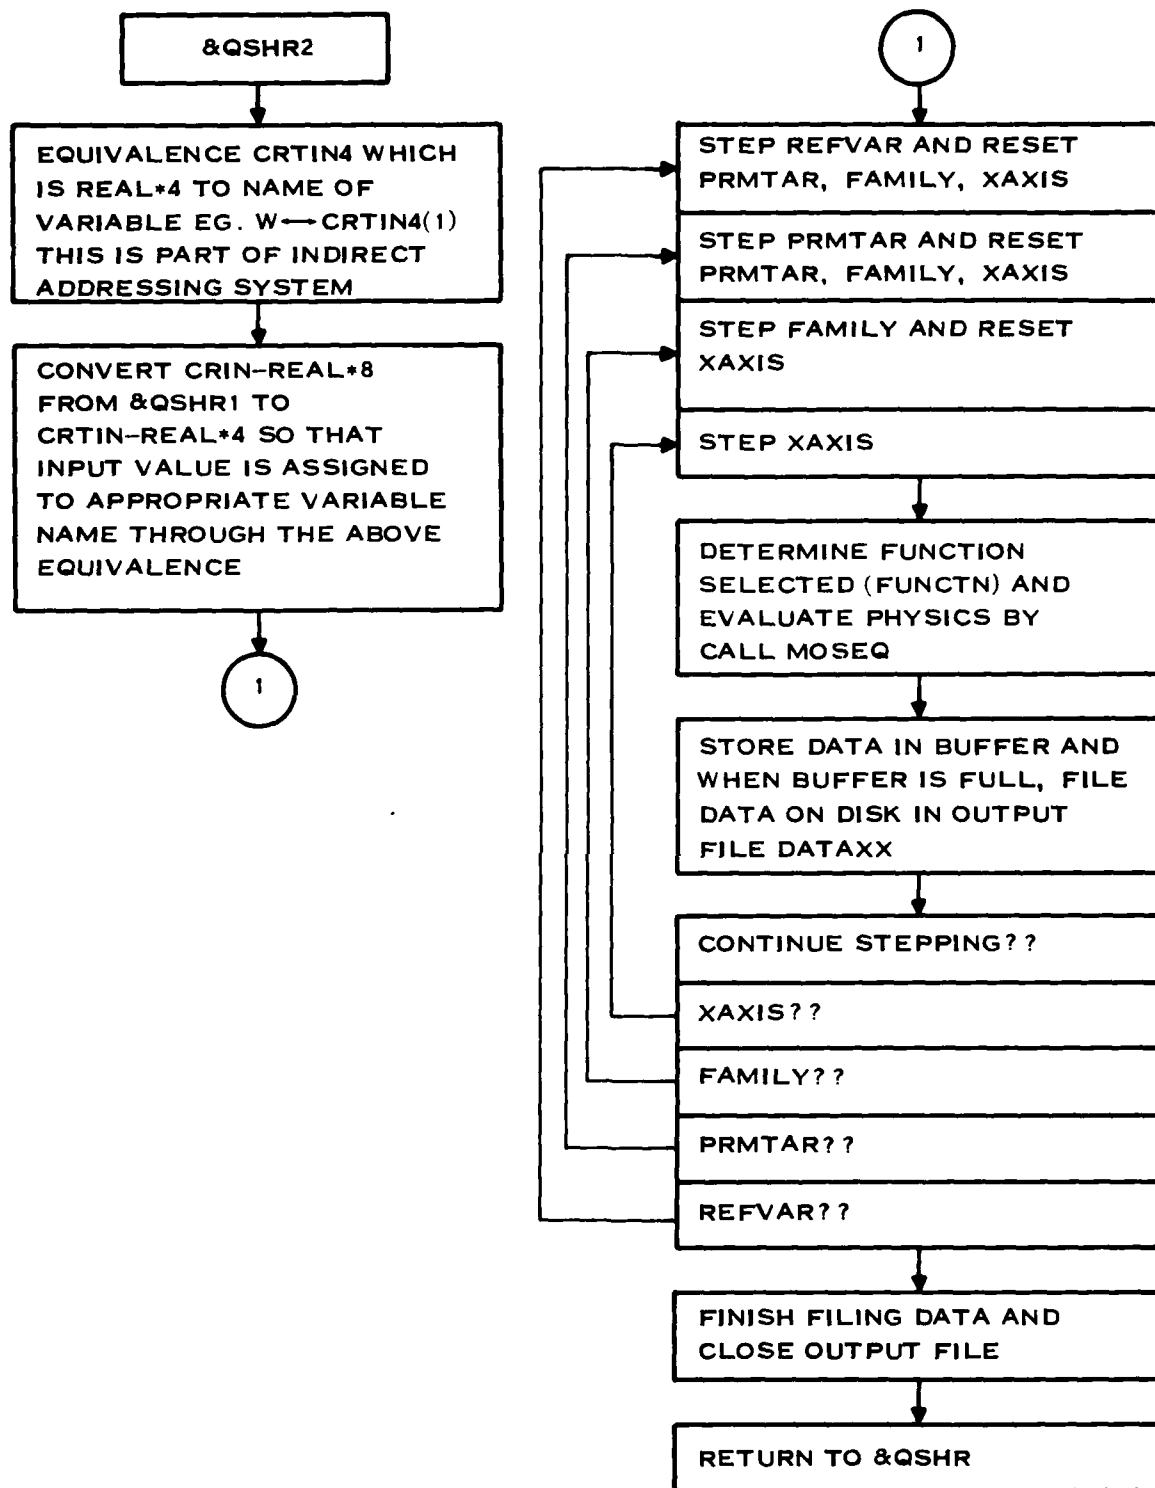 &QSHR2
EQUIVALENCE CRTIN4 WHICH
IS REAL*4 TO NAME OF
VARIABLE EG. W⟷CRTIN4(1)
THIS IS PART OF INDIRECT
ADDRESSING SYSTEM
CONVERT CRIN-REAL*8
FROM &QSHR1 TO
CRTIN-REAL*4 SO THAT
INPUT VALUE IS ASSIGNED
TO APPROPRIATE VARIABLE
NAME THROUGH THE ABOVE
EQUIVALENCE
1
1
STEP REFVAR AND RESET
PRMTAR, FAMILY, XAXIS
STEP PRMTAR AND RESET
PRMTAR, FAMILY, XAXIS
STEP FAMILY AND RESET
XAXIS
STEP XAXIS
DETERMINE FUNCTION
SELECTED (FUNCTN) AND
EVALUATE PHYSICS BY
CALL MOSEQ
STORE DATA IN BUFFER AND
WHEN BUFFER IS FULL, FILE
DATA ON DISK IN OUTPUT
FILE DATAXX
CONTINUE STEPPING??
XAXIS??
FAMILY??
PRMTAR??
REFVAR??
FINISH FILING DATA AND
CLOSE OUTPUT FILE
RETURN TO &QSHR